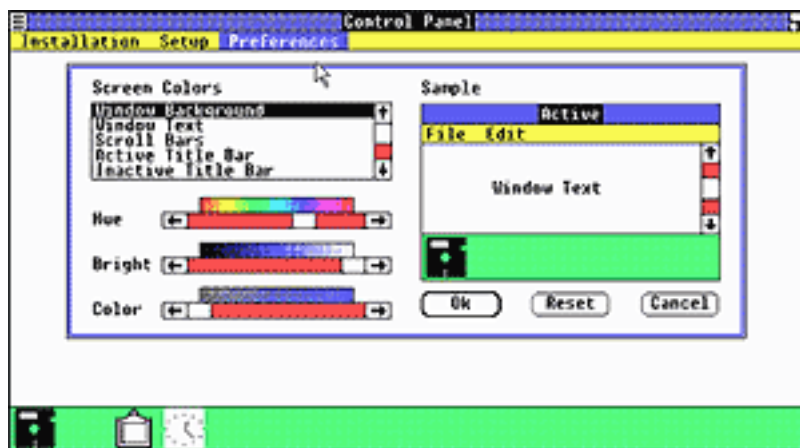 Control Panel
Installation Setup Preferences
Screen Colors
Window Background
Window Text
Scroll Bars
Active Title Bar
Inactive Title Bar
Hue
Bright
Color
Sample
Active
File Edit
Window Text
Ok Reset Cancel